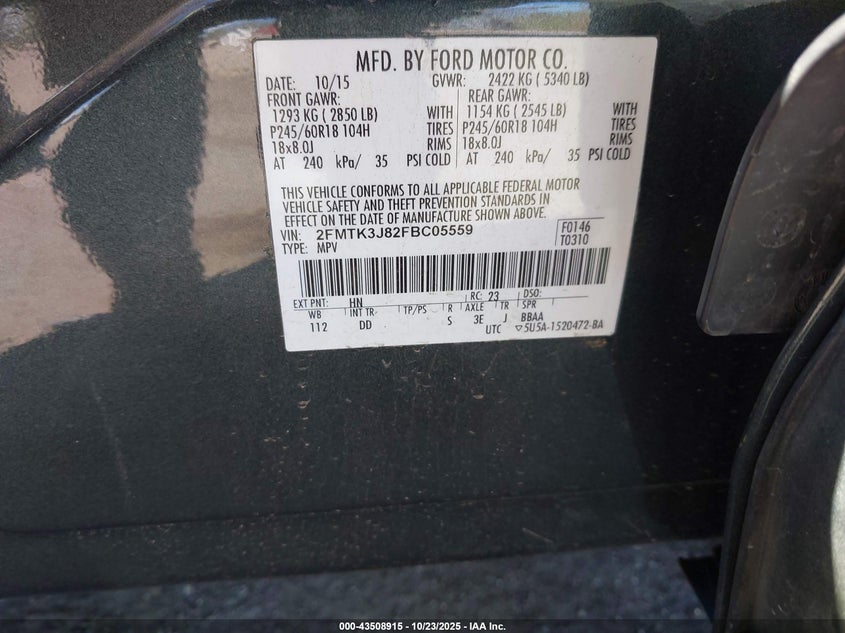 MFD. BY FORD MOTOR CO.
DATE: 10/15 GVWR: 2422 KG ( 5340 LB)
FRONT GAWR: REAR GAWR:
1293 KG ( 2850 LB) WITH 1154 KG ( 2545 LB) WITH
P245/60R18 104H TIRES P245/60R18 104H TIRES
18x8.0J RIMS 18x8.0J RIMS
AT 240 kPa/ 35 PSI COLD AT 240 kPa/ 35 PSI COLD
THIS VEHICLE CONFORMS TO ALL APPLICABLE FEDERAL MOTOR
VEHICLE SAFETY AND THEFT PREVENTION STANDARDS IN
EFFECT ON THE DATE OF MANUFACTURE SHOWN ABOVE.
VIN: 2FMTK3J82FBC05559 F0146
TYPE: MPV T0310
EXT PNT: HN RC: 23 DSO:
WB INT TR TP/PS R AXLE TR SPR
112 DD S 3E J BBAA
UTC 5U5A-1520472-BA
000-43508915 - 10/23/2025 - IAA Inc.